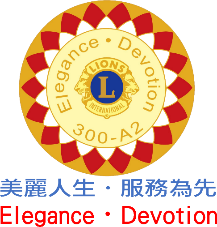 Elegance・Devotion
LIONS
L
INTERNATIONAL
300-A2
美麗人生・服務為先
Elegance・Devotion